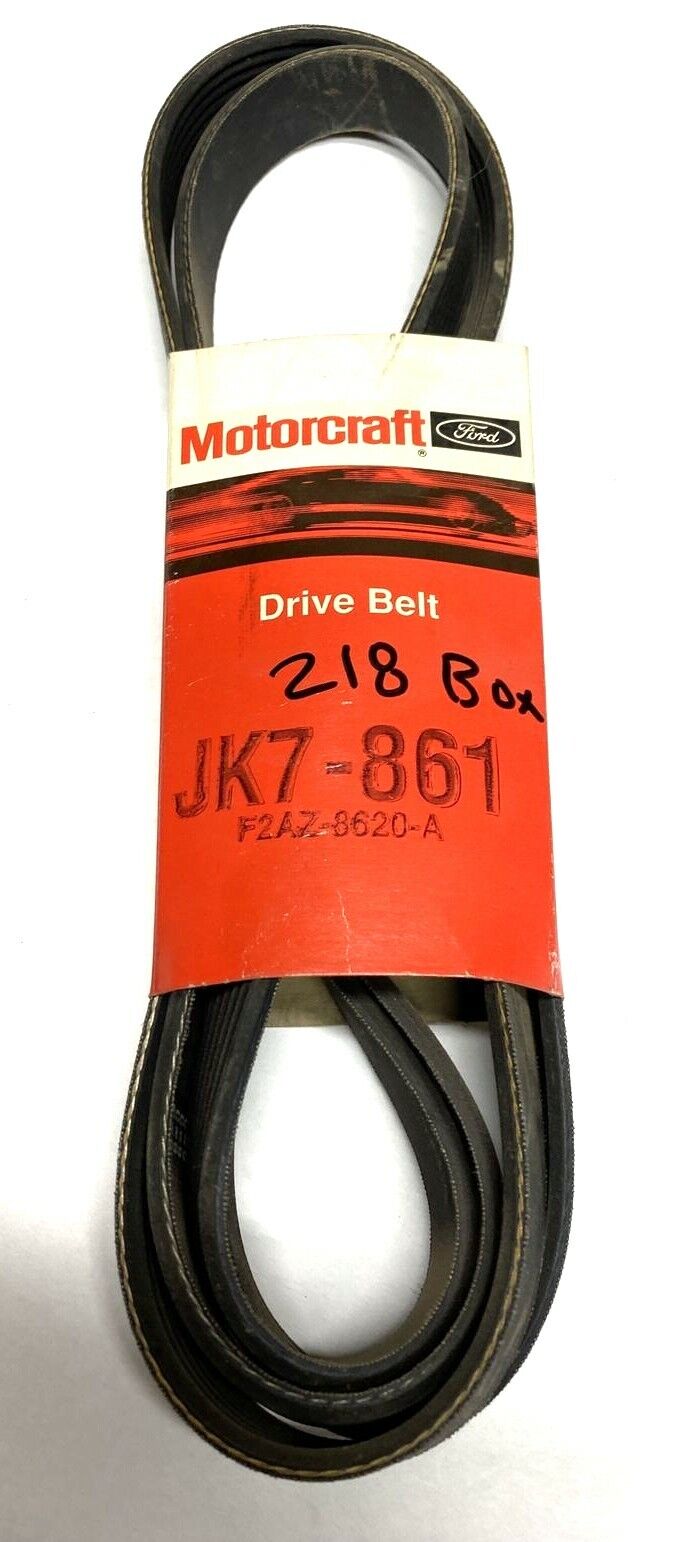 Motorcraft® Ford
Drive Belt
218 Box
JK7-861
F2AZ-8620-A